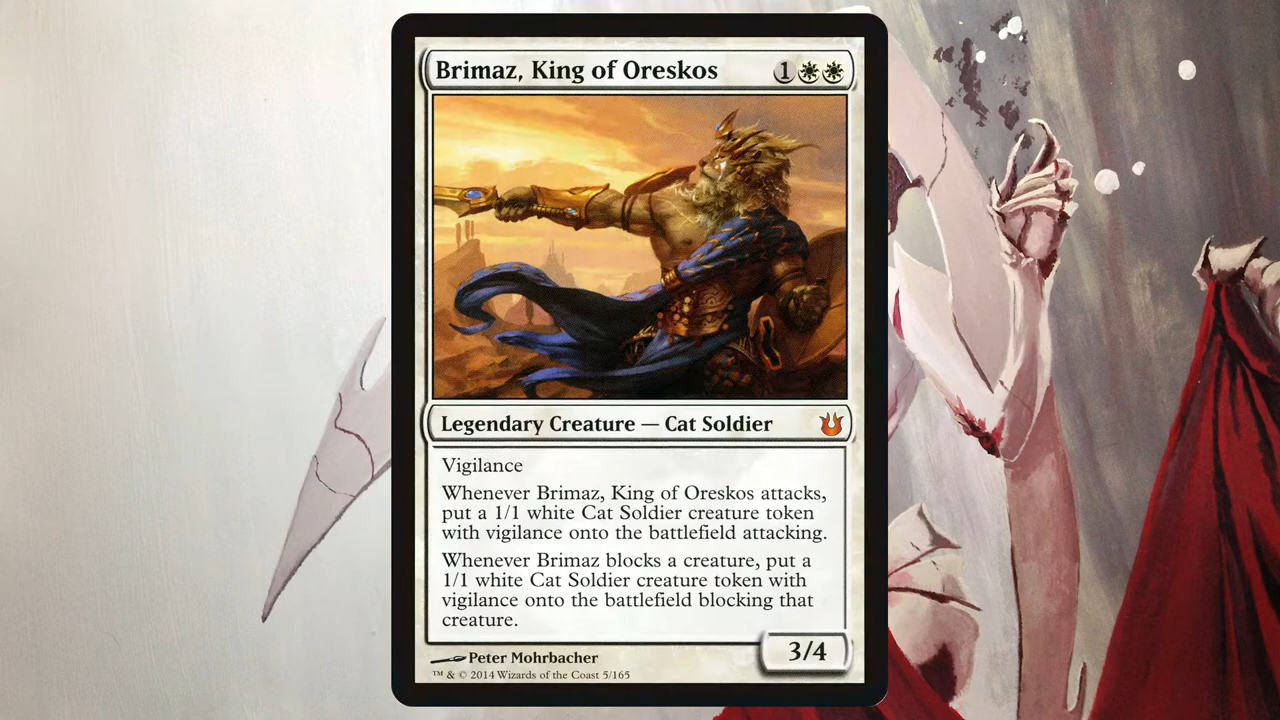 Brimaz, King of Oreskos 1
Legendary Creature — Cat Soldier
Vigilance
Whenever Brimaz, King of Oreskos attacks,
put a 1/1 white Cat Soldier creature token
with vigilance onto the battlefield attacking.
Whenever Brimaz blocks a creature, put a
1/1 white Cat Soldier creature token with
vigilance onto the battlefield blocking that
creature.
3/4
Peter Mohrbacher
™ & © 2014 Wizards of the Coast 5/165